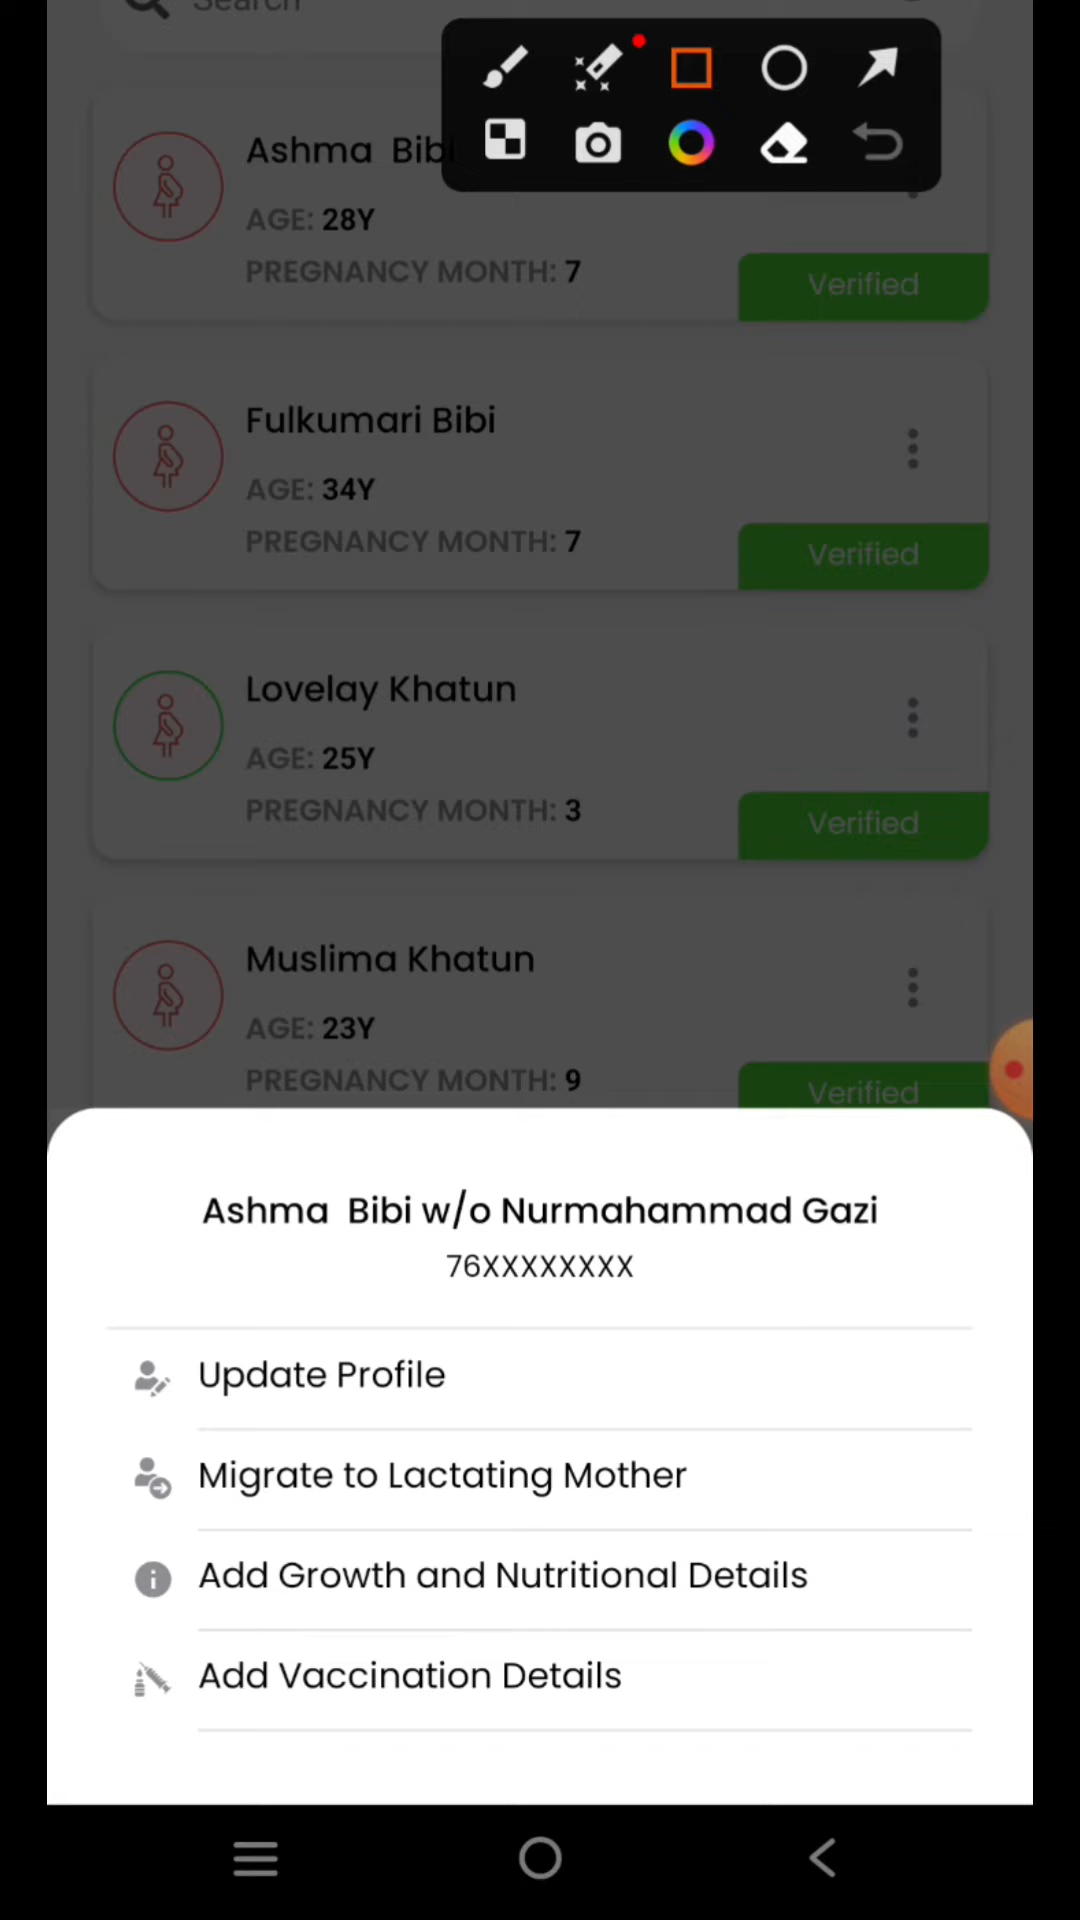 Search
Ashma Bibi
AGE: 28Y
PREGNANCY MONTH: 7
Verified
Fulkumari Bibi
AGE: 34Y
PREGNANCY MONTH: 7
Verified
Lovelay Khatun
AGE: 25Y
PREGNANCY MONTH: 3
Verified
Muslima Khatun
AGE: 23Y
PREGNANCY MONTH: 9
Verified
Ashma Bibi w/o Nurmahammad Gazi
76XXXXXXXX
Update Profile
Migrate to Lactating Mother
Add Growth and Nutritional Details
Add Vaccination Details